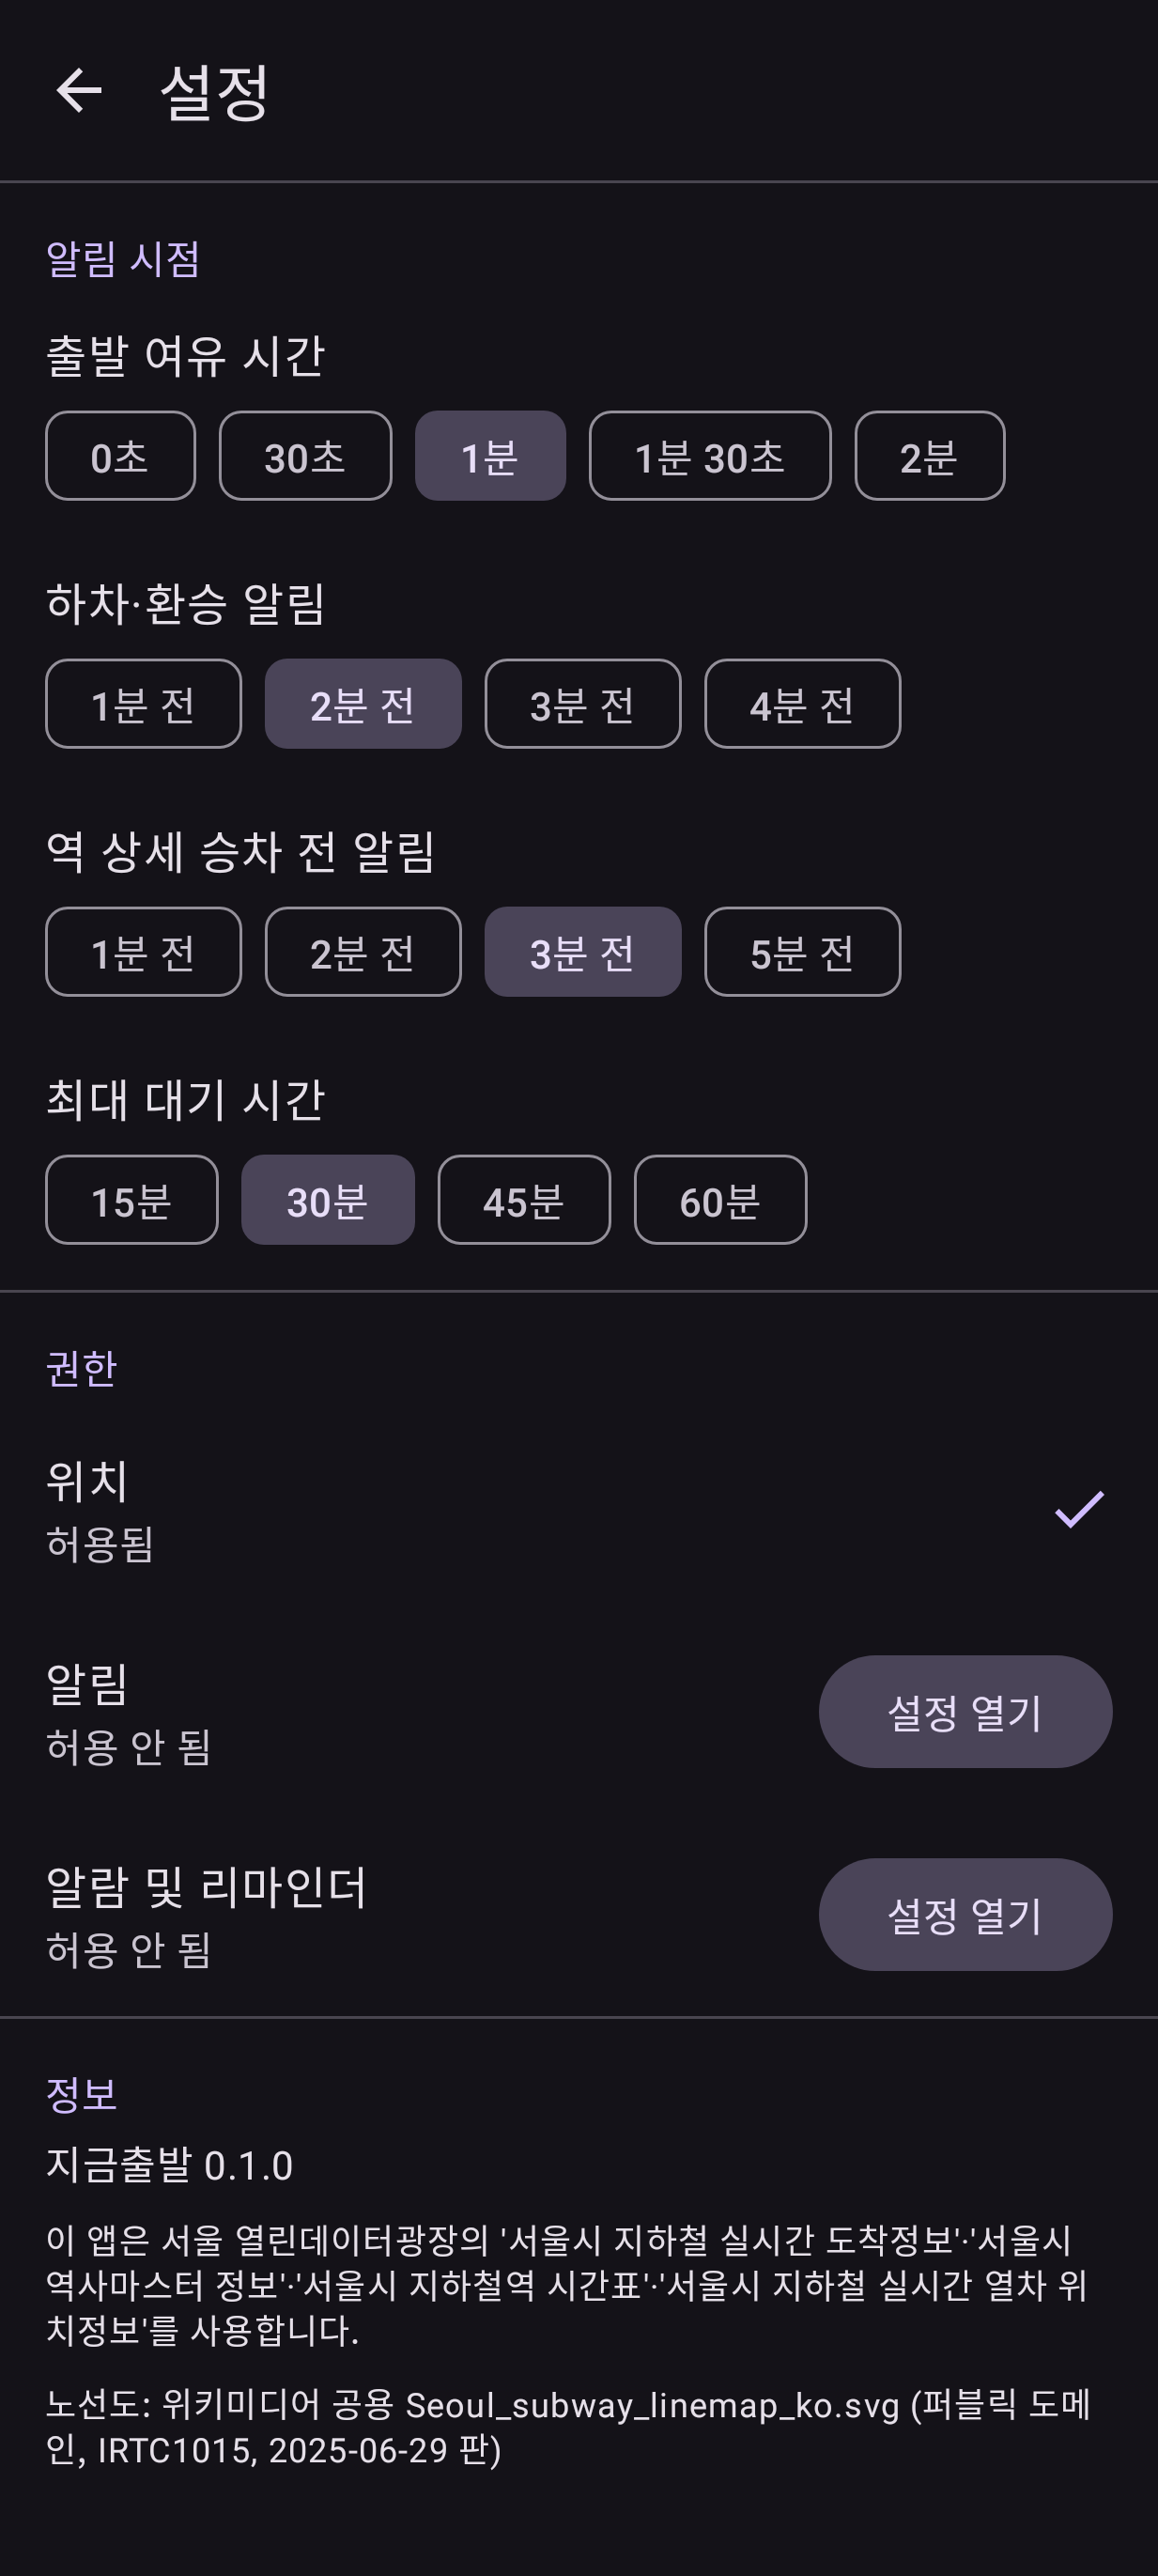 설정
알림 시점
출발 여유 시간
0초 30초 1분 1분 30초 2분
하차·환승 알림
1분 전 2분 전 3분 전 4분 전
역 상세 승차 전 알림
1분 전 2분 전 3분 전 5분 전
최대 대기 시간
15분 30분 45분 60분
권한
위치
허용됨
알림
허용 안 됨
설정 열기
알람 및 리마인더
허용 안 됨
설정 열기
정보
지금출발 0.1.0
이 앱은 서울 열린데이터광장의 '서울시 지하철 실시간 도착정보'·'서울시
역사마스터 정보'·'서울시 지하철역 시간표'·'서울시 지하철 실시간 열차 위
치정보'를 사용합니다.
노선도: 위키미디어 공용 Seoul_subway_linemap_ko.svg (퍼블릭 도메
인, IRTC1015, 2025-06-29 판)